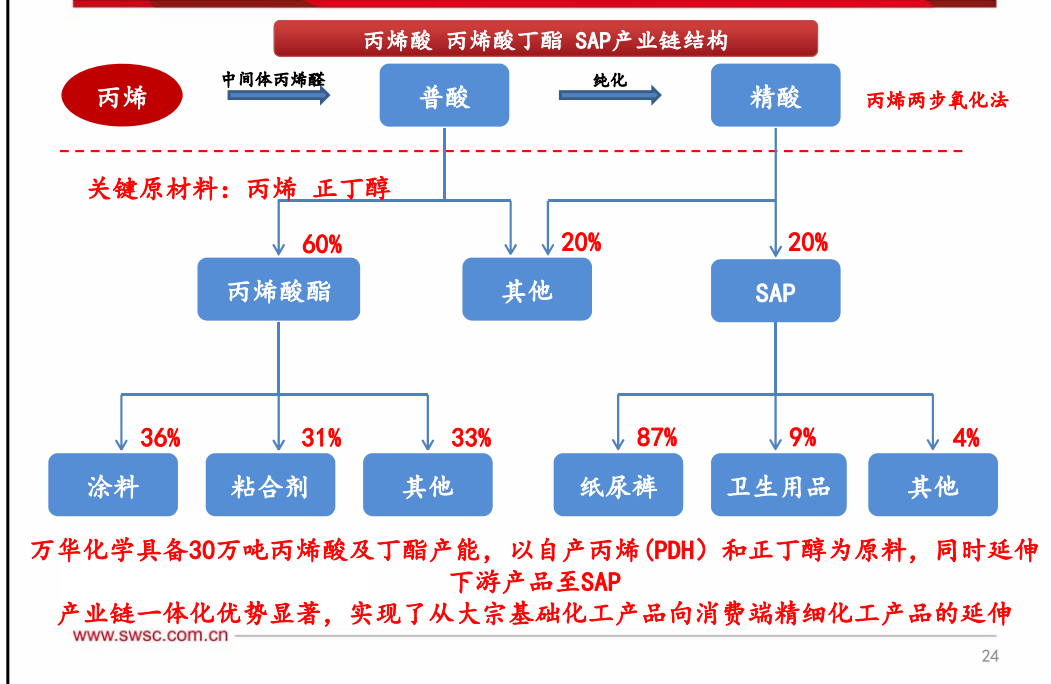 丙烯酸 丙烯酸丁酯 SAP产业链结构
丙烯
中间体丙烯醛
普酸
纯化
精酸
丙烯两步氧化法
关键原材料：丙烯 正丁醇
60%
20%
20%
丙烯酸酯
其他
SAP
36%
31%
33%
87%
9%
4%
涂料
粘合剂
其他
纸尿裤
卫生用品
其他
万华化学具备30万吨丙烯酸及丁酯产能，以自产丙烯(PDH）和正丁醇为原料，同时延伸
下游产品至SAP
产业链一体化优势显著，实现了从大宗基础化工产品向消费端精细化工产品的延伸
www.swsc.com.cn
24